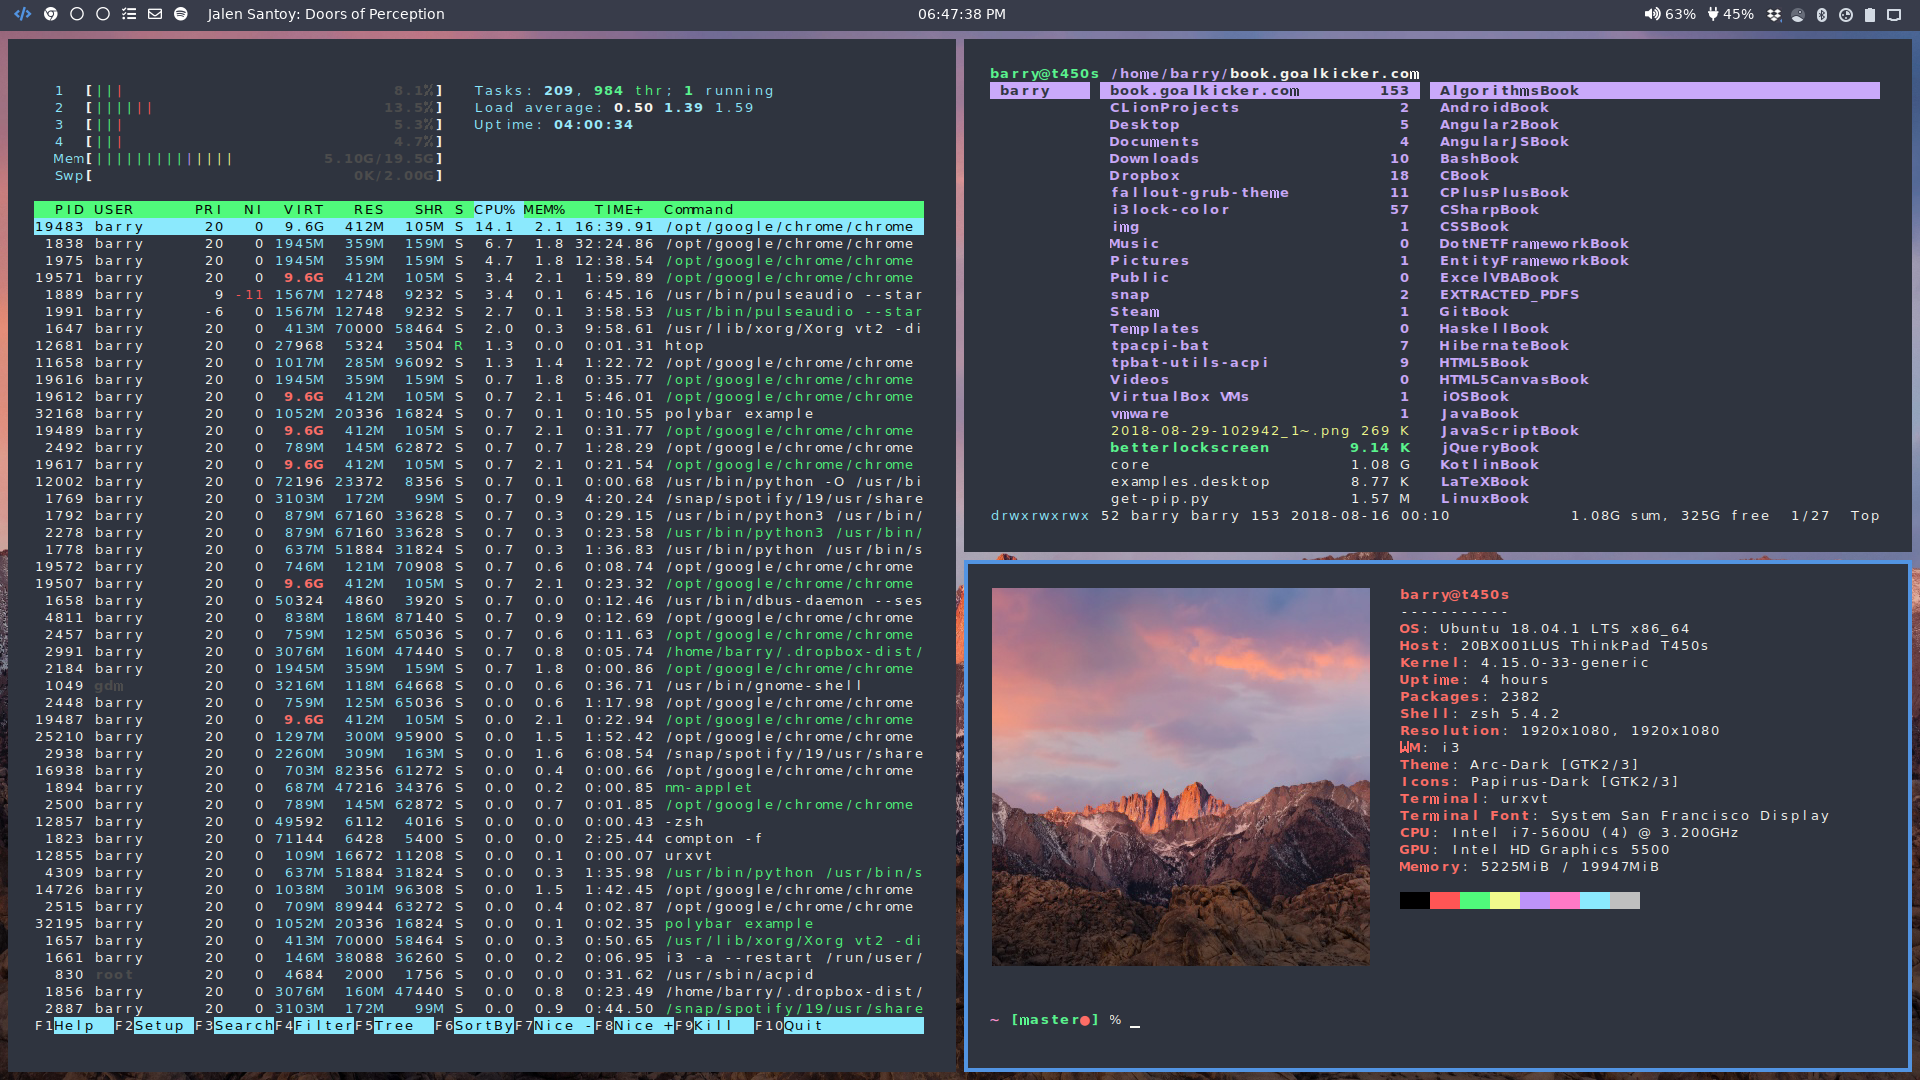 Jalen Santoy: Doors of Perception
06:47:38 PM
63% 45%
1 [||| 8.1%]
2 [|||||| 13.5%]
3 [||| 5.3%]
4 [||| 4.7%]
Mem[|||||||||||||| 5.10G/19.5G]
Swp[ 0K/2.00G]
Tasks: 209, 984 thr; 1 running
Load average: 0.50 1.39 1.59
Uptime: 04:00:34
PID USER PRI NI VIRT RES SHR S CPU% MEM% TIME+ Command
19483 barry 20 0 9.6G 412M 105M S 14.1 2.1 16:39.91 /opt/google/chrome/chrome
1838 barry 20 0 1945M 359M 159M S 6.7 1.8 32:24.86 /opt/google/chrome/chrome
1975 barry 20 0 1945M 359M 159M S 4.7 1.8 12:38.54 /opt/google/chrome/chrome
19571 barry 20 0 9.6G 412M 105M S 3.4 2.1 1:59.89 /opt/google/chrome/chrome
1889 barry 9 -11 1567M 12748 9232 S 3.4 0.1 6:45.16 /usr/bin/pulseaudio --star
1991 barry -6 0 1567M 12748 9232 S 2.7 0.1 3:58.53 /usr/bin/pulseaudio --star
1647 barry 20 0 413M 70000 58464 S 2.0 0.3 9:58.61 /usr/lib/xorg/Xorg vt2 -di
12681 barry 20 0 27968 5324 3504 R 1.3 0.0 0:01.31 htop
11658 barry 20 0 1017M 285M 96092 S 1.3 1.4 1:22.72 /opt/google/chrome/chrome
19616 barry 20 0 1945M 359M 159M S 0.7 1.8 0:35.77 /opt/google/chrome/chrome
19612 barry 20 0 9.6G 412M 105M S 0.7 2.1 5:46.01 /opt/google/chrome/chrome
32168 barry 20 0 1052M 20336 16824 S 0.7 0.1 0:10.55 polybar example
19489 barry 20 0 9.6G 412M 105M S 0.7 2.1 0:31.77 /opt/google/chrome/chrome
2492 barry 20 0 789M 145M 62872 S 0.7 0.7 1:28.29 /opt/google/chrome/chrome
19617 barry 20 0 9.6G 412M 105M S 0.7 2.1 0:21.54 /opt/google/chrome/chrome
12002 barry 20 0 72196 23372 8356 S 0.7 0.1 0:00.68 /usr/bin/python -O /usr/bi
1769 barry 20 0 3103M 172M 99M S 0.7 0.9 4:20.24 /snap/spotify/19/usr/share
1792 barry 20 0 879M 67160 33628 S 0.7 0.3 0:29.15 /usr/bin/python3 /usr/bin/
2278 barry 20 0 879M 67160 33628 S 0.7 0.3 0:23.58 /usr/bin/python3 /usr/bin/
1778 barry 20 0 637M 51884 31824 S 0.7 0.3 1:36.83 /usr/bin/python /usr/bin/s
19572 barry 20 0 746M 121M 70908 S 0.7 0.6 0:08.74 /opt/google/chrome/chrome
19507 barry 20 0 9.6G 412M 105M S 0.7 2.1 0:23.32 /opt/google/chrome/chrome
1658 barry 20 0 50324 4860 3920 S 0.7 0.0 0:12.46 /usr/bin/dbus-daemon --ses
4811 barry 20 0 838M 186M 87140 S 0.7 0.9 0:12.69 /opt/google/chrome/chrome
2457 barry 20 0 759M 125M 65036 S 0.7 0.6 0:11.63 /opt/google/chrome/chrome
2991 barry 20 0 3076M 160M 47440 S 0.7 0.8 0:05.74 /home/barry/.dropbox-dist/
2184 barry 20 0 1945M 359M 159M S 0.7 1.8 0:00.86 /opt/google/chrome/chrome
1049 gdm 20 0 3216M 118M 64668 S 0.0 0.6 0:36.71 /usr/bin/gnome-shell
2448 barry 20 0 759M 125M 65036 S 0.0 0.6 1:17.98 /opt/google/chrome/chrome
19487 barry 20 0 9.6G 412M 105M S 0.0 2.1 0:22.94 /opt/google/chrome/chrome
25210 barry 20 0 1297M 300M 95900 S 0.0 1.5 1:52.42 /opt/google/chrome/chrome
2938 barry 20 0 2260M 309M 163M S 0.0 1.6 6:08.54 /snap/spotify/19/usr/share
16938 barry 20 0 703M 82356 61272 S 0.0 0.4 0:00.66 /opt/google/chrome/chrome
1894 barry 20 0 687M 47216 34376 S 0.0 0.2 0:00.85 nm-applet
2500 barry 20 0 789M 145M 62872 S 0.0 0.7 0:01.85 /opt/google/chrome/chrome
12857 barry 20 0 49592 6112 4016 S 0.0 0.0 0:00.43 -zsh
1823 barry 20 0 71144 6428 5400 S 0.0 0.0 2:25.44 compton -f
12855 barry 20 0 109M 16672 11208 S 0.0 0.1 0:00.07 urxvt
4309 barry 20 0 637M 51884 31824 S 0.0 0.3 1:35.98 /usr/bin/python /usr/bin/s
14726 barry 20 0 1038M 301M 96308 S 0.0 1.5 1:42.45 /opt/google/chrome/chrome
2515 barry 20 0 709M 89944 63272 S 0.0 0.4 0:02.87 /opt/google/chrome/chrome
32195 barry 20 0 1052M 20336 16824 S 0.0 0.1 0:02.35 polybar example
1657 barry 20 0 413M 70000 58464 S 0.0 0.3 0:50.65 /usr/lib/xorg/Xorg vt2 -di
1661 barry 20 0 146M 38088 36260 S 0.0 0.2 0:06.95 i3 -a --restart /run/user/
830 root 20 0 4684 2000 1756 S 0.0 0.0 0:31.62 /usr/sbin/acpid
1856 barry 20 0 3076M 160M 47440 S 0.0 0.8 0:23.49 /home/barry/.dropbox-dist/
2887 barry 20 0 3103M 172M 99M S 0.0 0.9 0:44.50 /snap/spotify/19/usr/share
F1Help F2Setup F3SearchF4FilterF5Tree F6SortByF7Nice -F8Nice +F9Kill F10Quit
barry@t450s /home/barry/book.goalkicker.com
barry book.goalkicker.com 153 AlgorithmsBook
CLionProjects 2 AndroidBook
Desktop 5 Angular2Book
Documents 4 AngularJSBook
Downloads 10 BashBook
Dropbox 18 CBook
fallout-grub-theme 11 CPlusPlusBook
i3lock-color 57 CSharpBook
img 1 CSSBook
Music 0 DotNETFrameworkBook
Pictures 1 EntityFrameworkBook
Public 0 ExcelVBABook
snap 2 EXTRACTED_PDFS
Steam 1 GitBook
Templates 0 HaskellBook
tpacpi-bat 7 HibernateBook
tpbat-utils-acpi 9 HTML5Book
Videos 0 HTML5CanvasBook
VirtualBox VMs 1 iOSBook
vmware 1 JavaBook
2018-08-29-102942_1~.png 269 K JavaScriptBook
betterlockscreen 9.14 K jQueryBook
core 1.08 G KotlinBook
examples.desktop 8.77 K LaTeXBook
get-pip.py 1.57 M LinuxBook
drwxrwxrwx 52 barry barry 153 2018-08-16 00:10 1.08G sum, 325G free 1/27 Top
barry@t450s
-----------
OS: Ubuntu 18.04.1 LTS x86_64
Host: 20BX001LUS ThinkPad T450s
Kernel: 4.15.0-33-generic
Uptime: 4 hours
Packages: 2382
Shell: zsh 5.4.2
Resolution: 1920x1080, 1920x1080
WM: i3
Theme: Arc-Dark [GTK2/3]
Icons: Papirus-Dark [GTK2/3]
Terminal: urxvt
Terminal Font: System San Francisco Display
CPU: Intel i7-5600U (4) @ 3.200GHz
GPU: Intel HD Graphics 5500
Memory: 5225MiB / 19947MiB
~ [master●] % _